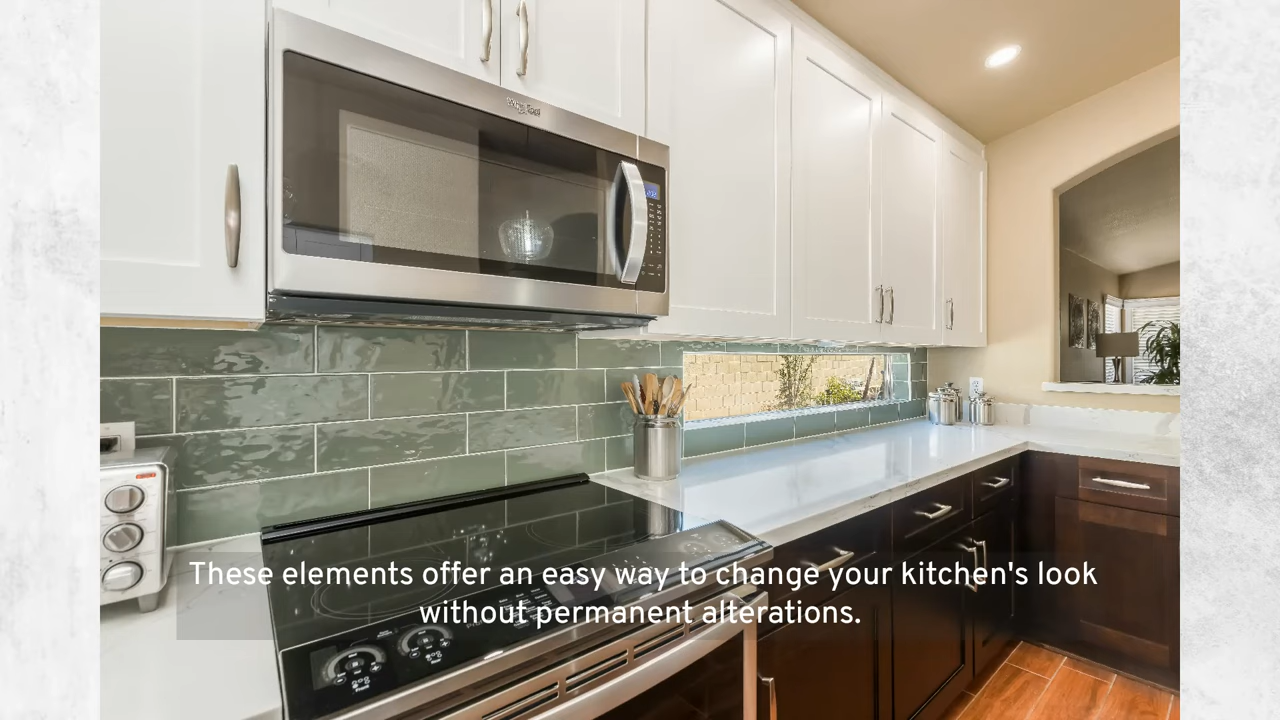 These elements offer an easy way to change your kitchen's look
without permanent alterations.